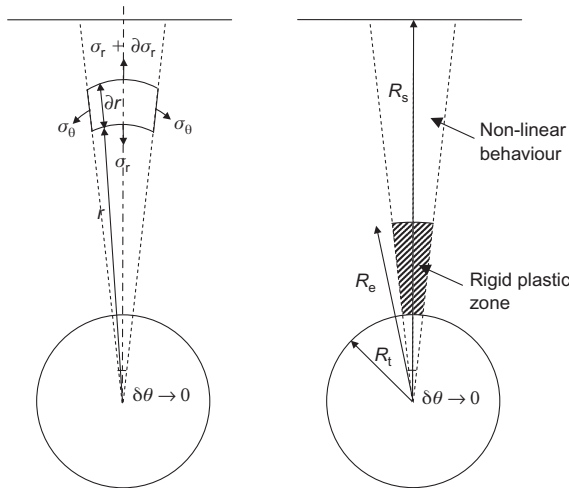 σr + ∂σr
∂r
σθ
σθ
σr
r
δθ → 0
Rs
Non-linear
behaviour
Re
Rigid plastic
zone
Rt
δθ → 0